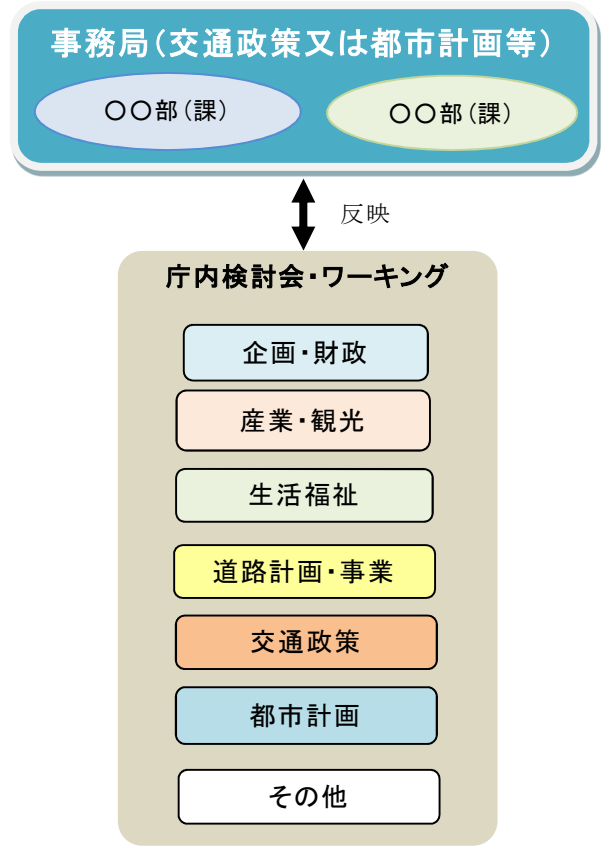 事務局（交通政策又は都市計画等）
〇〇部（課）
〇〇部（課）
反映
庁内検討会・ワーキング
企画・財政
産業・観光
生活福祉
道路計画・事業
交通政策
都市計画
その他